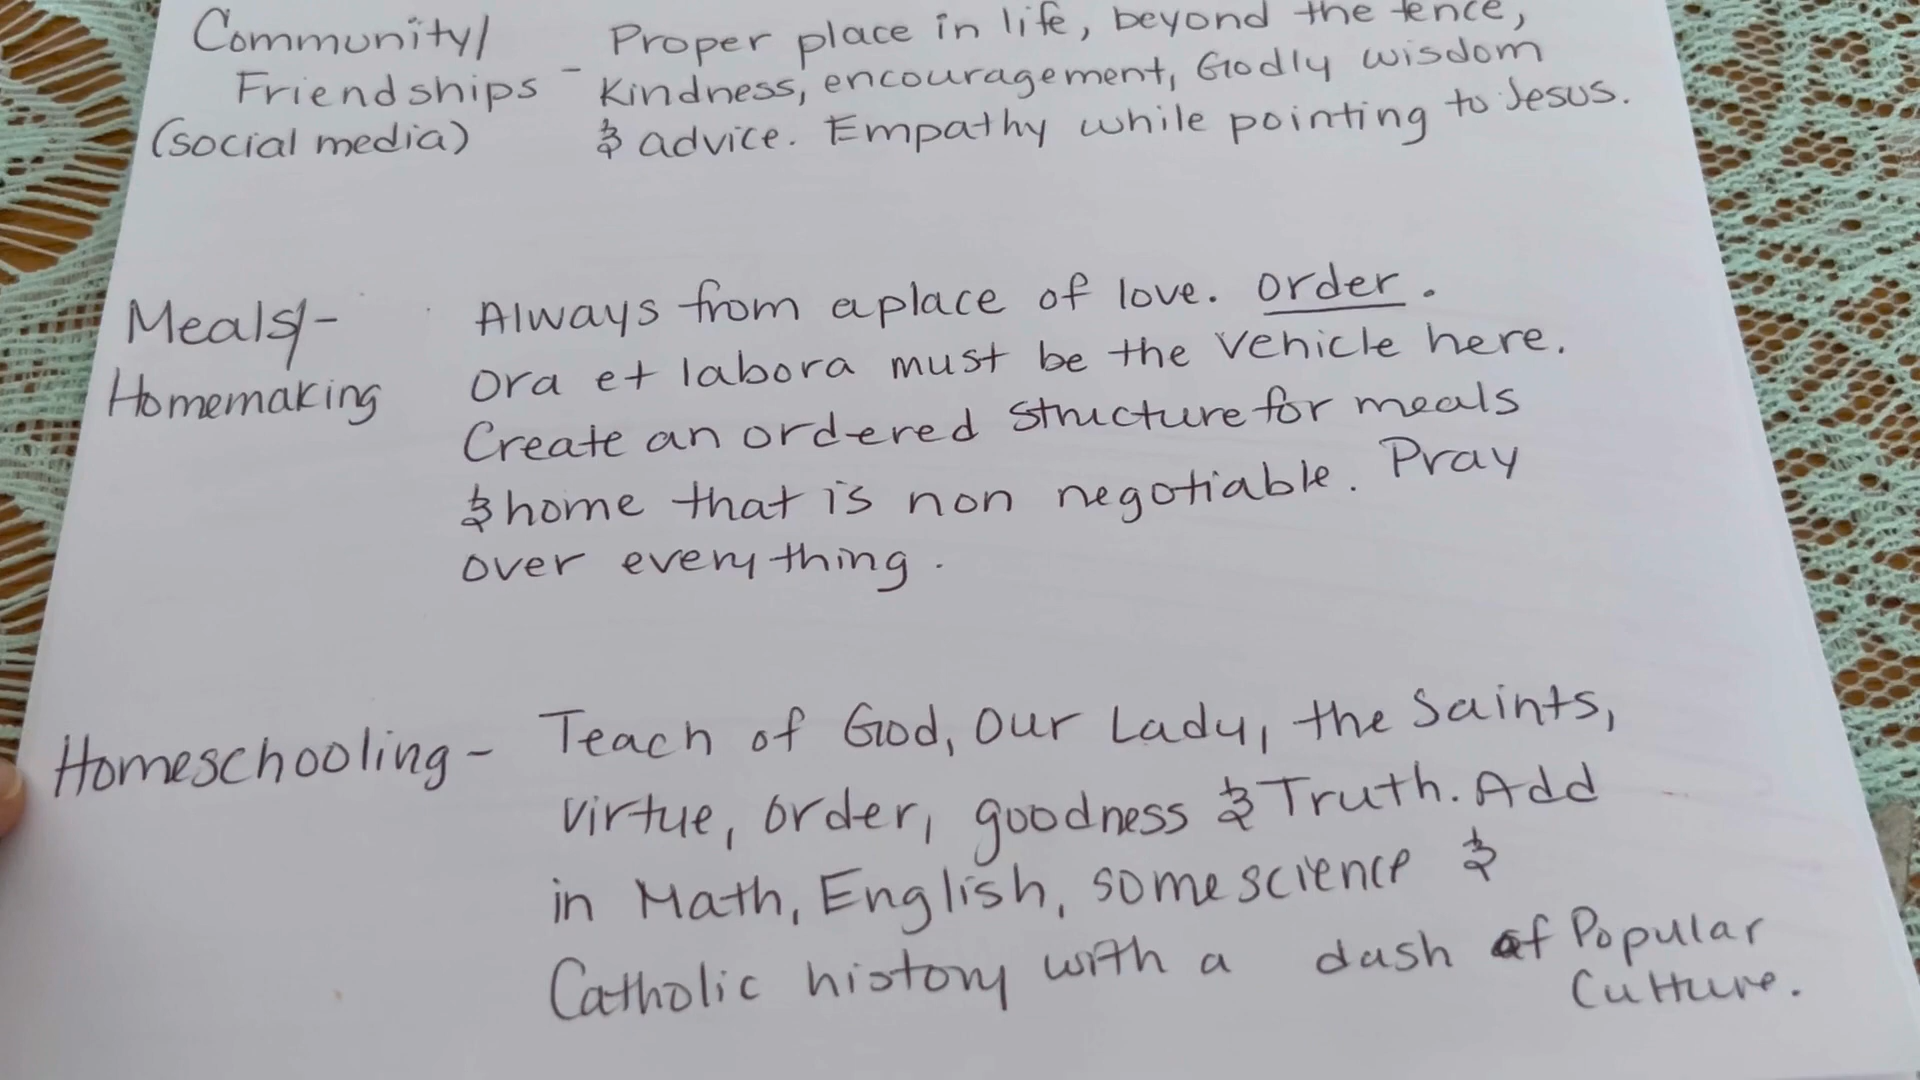 Community/ Proper place in life, beyond the fence,
Friendships - Kindness, encouragement, Godly wisdom
(social media) & advice. Empathy while pointing to Jesus.
Meals/- Always from a place of love. Order.
Homemaking Ora et labora must be the vehicle here.
Create an ordered structure for meals
& home that is non negotiable. Pray
over everything.
Homeschooling - Teach of God, Our Lady, the Saints,
virtue, order, goodness & Truth. Add
in Math, English, some science &
Catholic history with a dash of Popular
Culture.